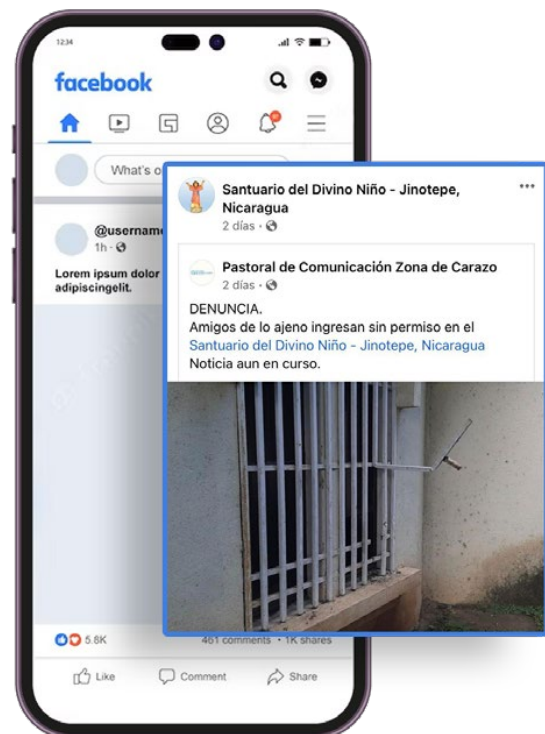 12:34
facebook
What's o
@usernam
1h
Lorem ipsum dolor
adipiscingelit.
Santuario del Divino Niño - Jinotepe,
Nicaragua
2 días
Pastoral de Comunicación Zona de Carazo
2 días
DENUNCIA.
Amigos de lo ajeno ingresan sin permiso en el
Santuario del Divino Niño - Jinotepe, Nicaragua
Noticia aun en curso.
5.8K
461 comments • 1K shares
Like
Comment
Share